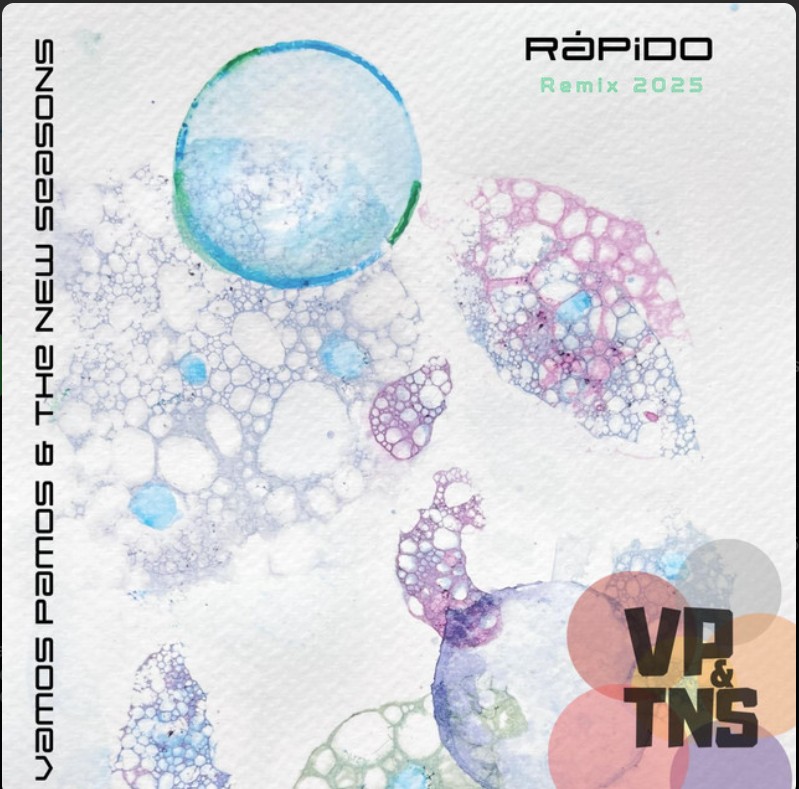 RÁPIDO
Remix 2025
VAMOS PAMOS & THE NEW SEASONS
VP
&
TNS